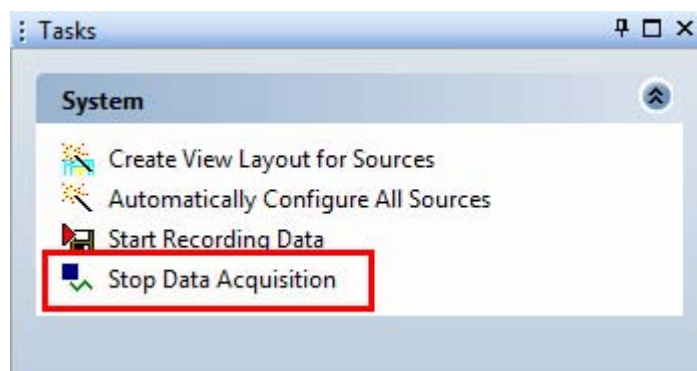 Tasks
System
Create View Layout for Sources
Automatically Configure All Sources
Start Recording Data
Stop Data Acquisition